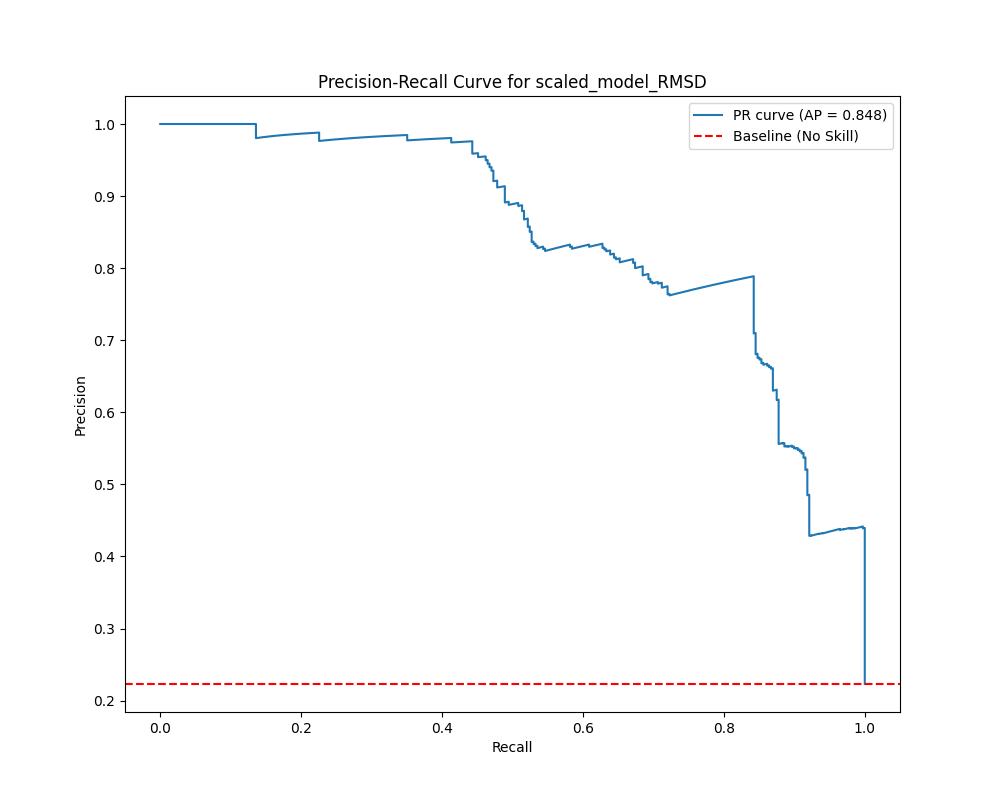 Precision-Recall Curve for scaled_model_RMSD
PR curve (AP = 0.848)
Baseline (No Skill)
1.0
0.9
0.8
0.7
0.6
0.5
0.4
0.3
0.2
Precision
0.0 0.2 0.4 0.6 0.8 1.0
Recall